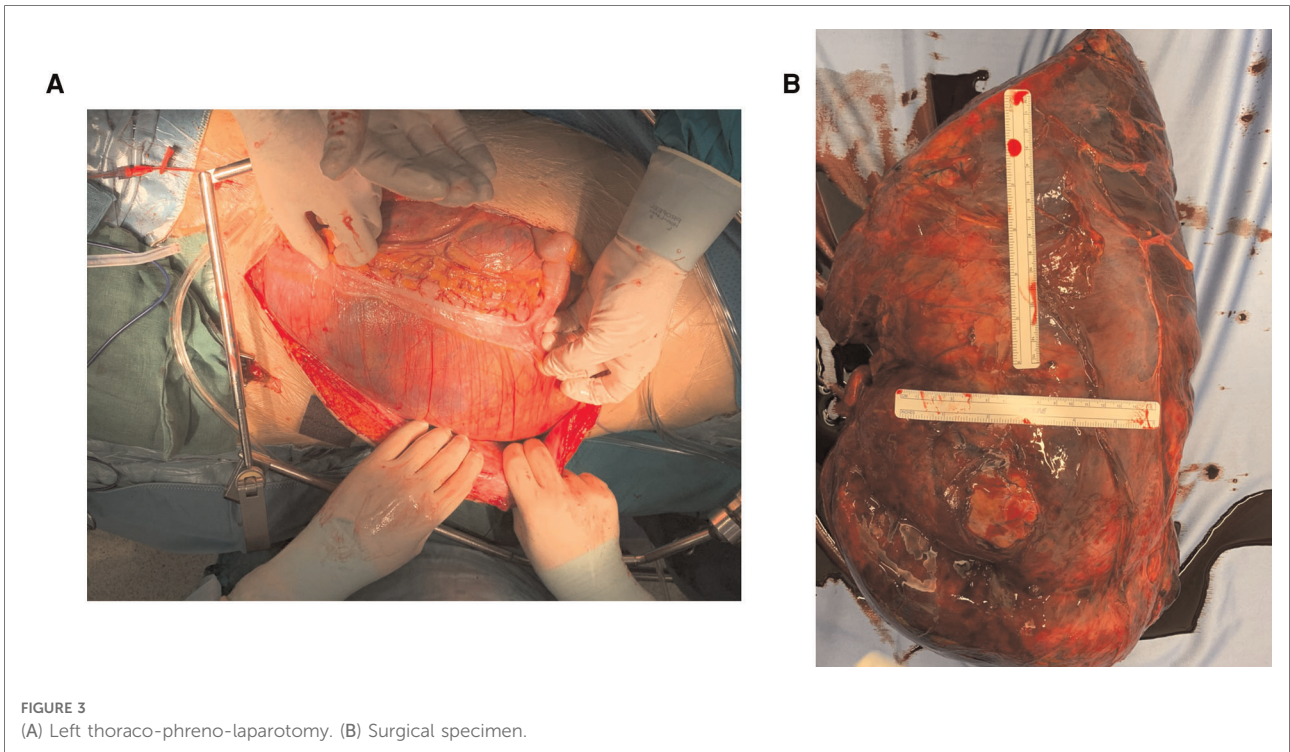 A
B
FIGURE 3
(A) Left thoraco-phreno-laparotomy. (B) Surgical specimen.